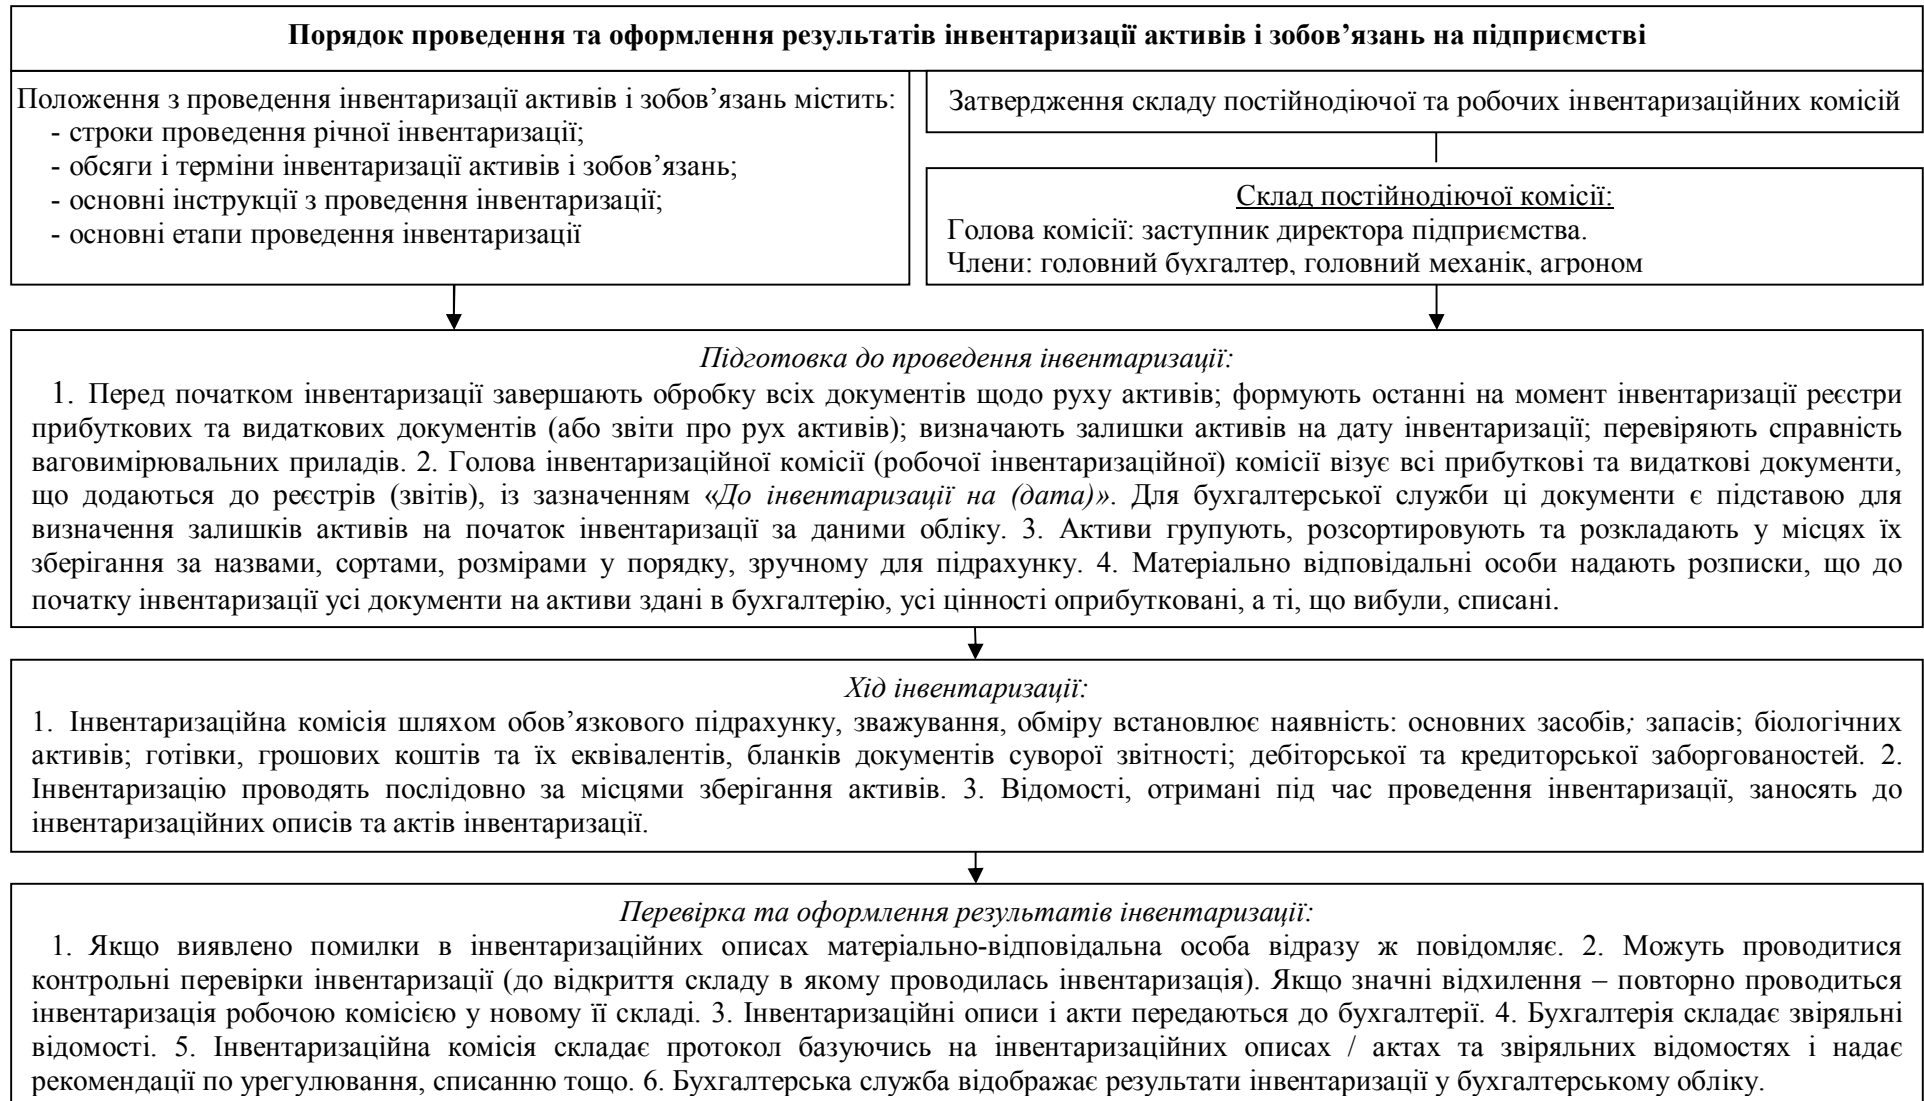 Порядок проведення та оформлення результатів інвентаризації активів і зобов’язань на підприємстві
Положення з проведення інвентаризації активів і зобов’язань містить:
- строки проведення річної інвентаризації;
- обсяги і терміни інвентаризації активів і зобов’язань;
- основні інструкції з проведення інвентаризації;
- основні етапи проведення інвентаризації
Затвердження складу постійнодіючої та робочих інвентаризаційних комісій
Склад постійнодіючої комісії:
Голова комісії: заступник директора підприємства.
Члени: головний бухгалтер, головний механік, агроном
Підготовка до проведення інвентаризації:
1. Перед початком інвентаризації завершають обробку всіх документів щодо руху активів; формують останні на момент інвентаризації реєстри
прибуткових та видаткових документів (або звіти про рух активів); визначають залишки активів на дату інвентаризації; перевіряють справність
ваговимірювальних приладів. 2. Голова інвентаризаційної комісії (робочої інвентаризаційної) комісії візує всі прибуткові та видаткові документи,
що додаються до реєстрів (звітів), із зазначенням «До інвентаризації на (дата)». Для бухгалтерської служби ці документи є підставою для
визначення залишків активів на початок інвентаризації за даними обліку. 3. Активи групують, розсортировують та розкладають у місцях їх
зберігання за назвами, сортами, розмірами у порядку, зручному для підрахунку. 4. Матеріально відповідальні особи надають розписки, що до
початку інвентаризації усі документи на активи здані в бухгалтерію, усі цінності оприбутковані, а ті, що вибули, списані.
Хід інвентаризації:
1. Інвентаризаційна комісія шляхом обов’язкового підрахунку, зважування, обміру встановлює наявність: основних засобів; запасів; біологічних
активів; готівки, грошових коштів та їх еквівалентів, бланків документів суворої звітності; дебіторської та кредиторської заборгованостей. 2.
Інвентаризацію проводять послідовно за місцями зберігання активів. 3. Відомості, отримані під час проведення інвентаризації, заносять до
інвентаризаційних описів та актів інвентаризації.
Перевірка та оформлення результатів інвентаризації:
1. Якщо виявлено помилки в інвентаризаційних описах матеріально-відповідальна особа відразу ж повідомляє. 2. Можуть проводитися
контрольні перевірки інвентаризації (до відкриття складу в якому проводилась інвентаризація). Якщо значні відхилення – повторно проводиться
інвентаризація робочою комісією у новому її складі. 3. Інвентаризаційні описи і акти передаються до бухгалтерії. 4. Бухгалтерія складає звіряльні
відомості. 5. Інвентаризаційна комісія складає протокол базуючись на інвентаризаційних описах / актах та звіряльних відомостях і надає
рекомендації по урегулювання, списанню тощо. 6. Бухгалтерська служба відображає результати інвентаризації у бухгалтерському обліку.